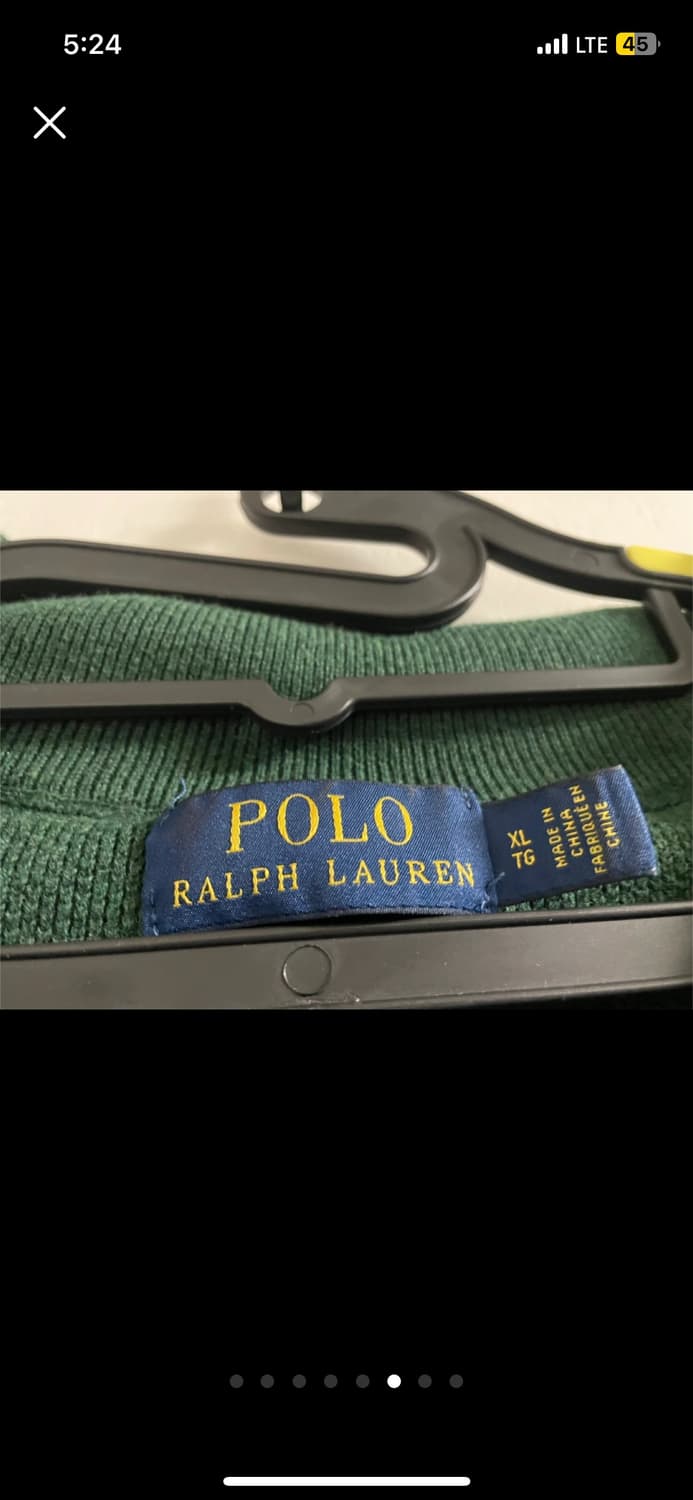 5:24
LTE 45
POLO
RALPH LAUREN
XL
TG
MADE IN
CHINA
FABRIQUÉ EN
CHINE